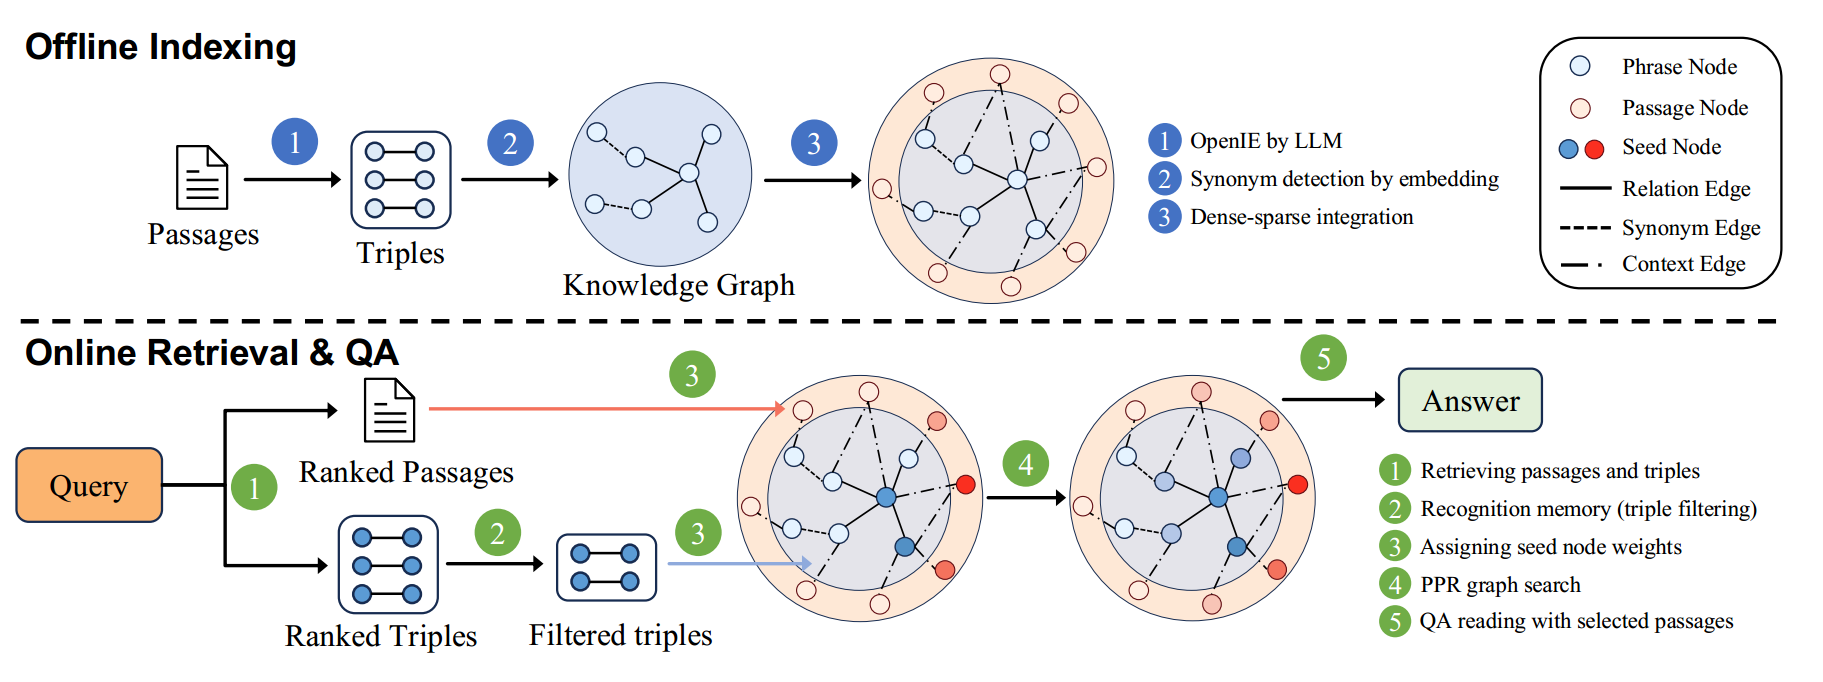 Offline Indexing
1
2
3
Passages
Triples
Knowledge Graph
1 OpenIE by LLM
2 Synonym detection by embedding
3 Dense-sparse integration
Phrase Node
Passage Node
Seed Node
Relation Edge
Synonym Edge
Context Edge
Online Retrieval & QA
Query
1
Ranked Passages
3
Ranked Triples
2
Filtered triples
3
4
5
Answer
1 Retrieving passages and triples
2 Recognition memory (triple filtering)
3 Assigning seed node weights
4 PPR graph search
5 QA reading with selected passages